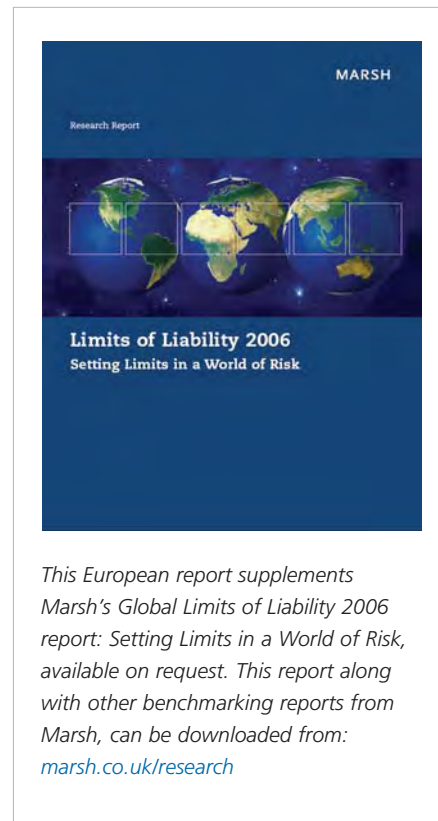 MARSH
Research Report
Limits of Liability 2006
Setting Limits in a World of Risk
This European report supplements
Marsh's Global Limits of Liability 2006
report: Setting Limits in a World of Risk,
available on request. This report along
with other benchmarking reports from
Marsh, can be downloaded from:
marsh.co.uk/research